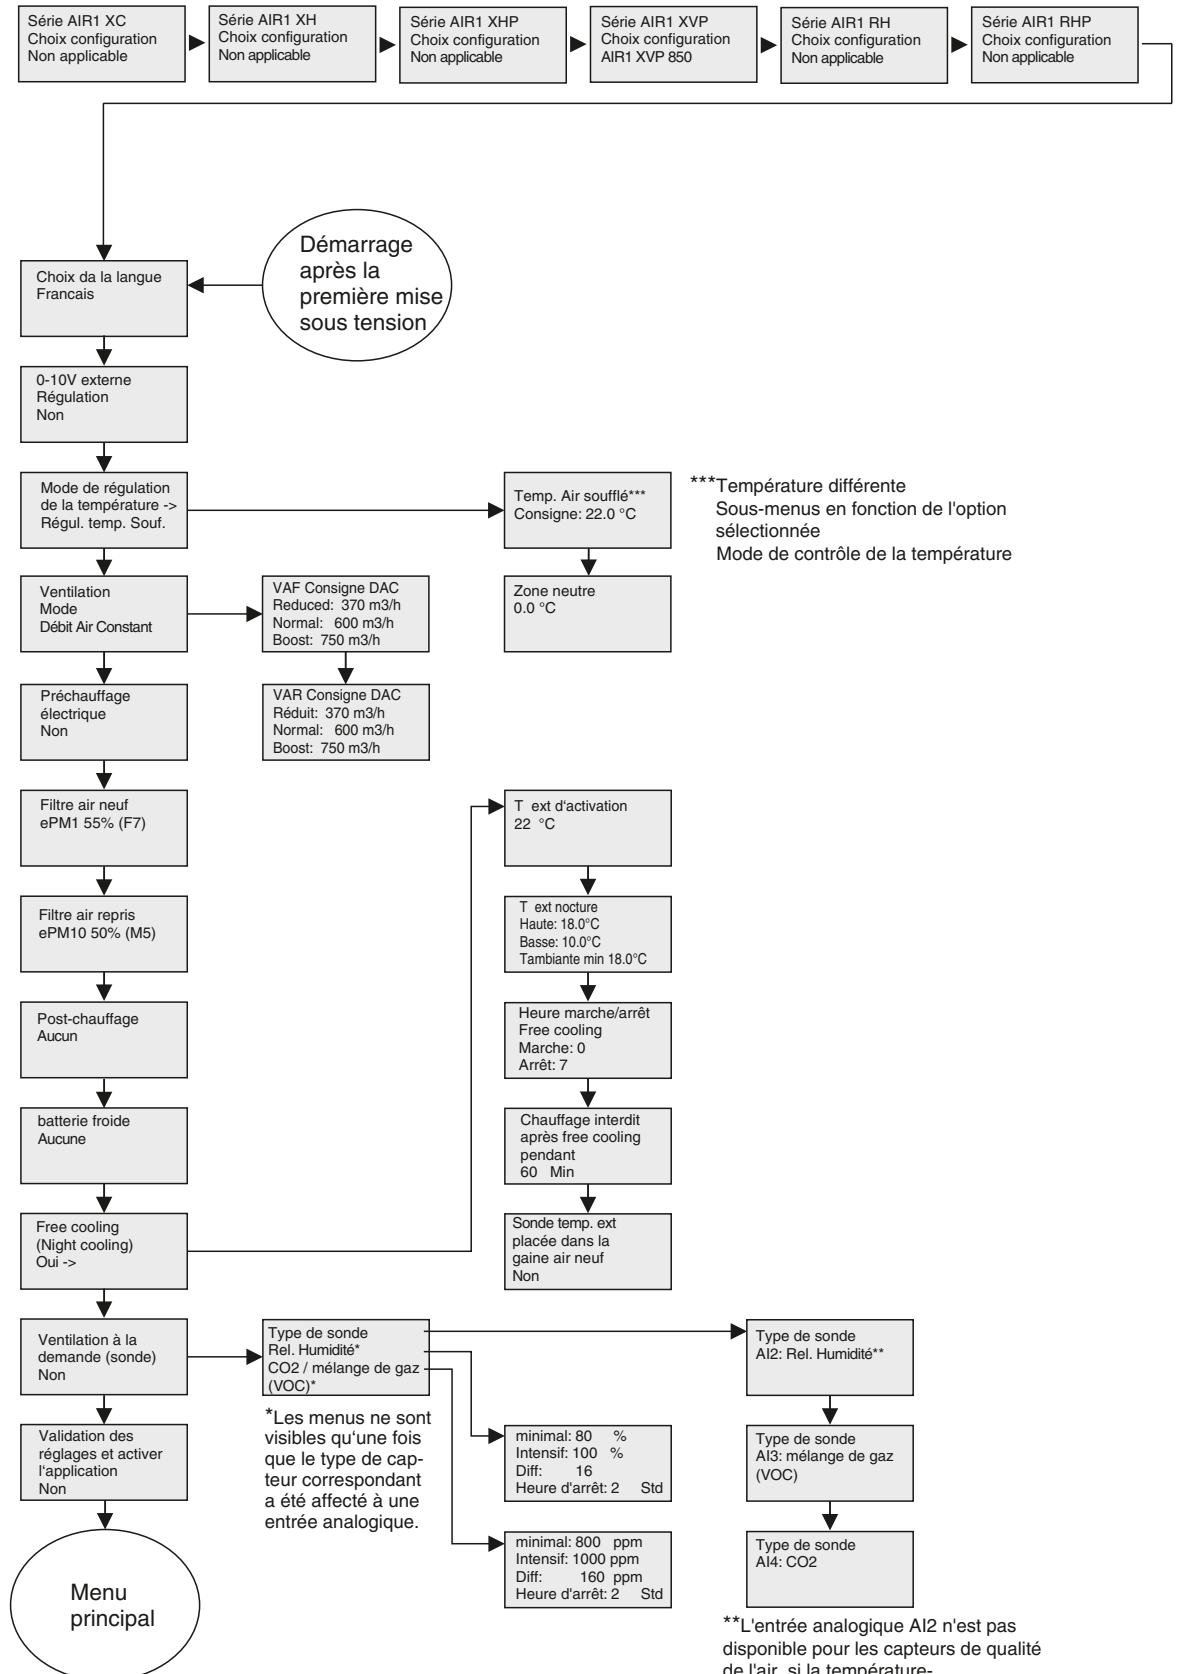 Série AIR1 XC
Choix configuration
Non applicable
Série AIR1 XH
Choix configuration
Non applicable
Série AIR1 XHP
Choix configuration
Non applicable
Série AIR1 XVP
Choix configuration
AIR1 XVP 850
Série AIR1 RH
Choix configuration
Non applicable
Série AIR1 RHP
Choix configuration
Non applicable
Démarrage
après la
première mise
sous tension
Choix da la langue
Francais
0-10V externe
Régulation
Non
Mode de régulation
de la température ->
Régul. temp. Souf.
Temp. Air soufflé***
Consigne: 22.0 °C
***Température différente
Sous-menus en fonction de l'option
sélectionnée
Mode de contrôle de la température
Zone neutre
0.0 °C
Ventilation
Mode
Débit Air Constant
VAF Consigne DAC
Reduced: 370 m3/h
Normal: 600 m3/h
Boost: 750 m3/h
VAR Consigne DAC
Réduit: 370 m3/h
Normal: 600 m3/h
Boost: 750 m3/h
Préchauffage
électrique
Non
Filtre air neuf
ePM1 55% (F7)
Filtre air repris
ePM10 50% (M5)
Post-chauffage
Aucun
batterie froide
Aucune
Free cooling
(Night cooling)
Oui ->
T ext d'activation
22 °C
T ext nocture
Haute: 18.0°C
Basse: 10.0°C
Tambiante min 18.0°C
Heure marche/arrêt
Free cooling
Marche: 0
Arrêt: 7
Chauffage interdit
après free cooling
pendant
60 Min
Sonde temp. ext
placée dans la
gaine air neuf
Non
Ventilation à la
demande (sonde)
Non
Type de sonde
Rel. Humidité*
CO2 / mélange de gaz
(VOC)*
*Les menus ne sont
visibles qu'une fois
que le type de cap-
teur correspondant
a été affecté à une
entrée analogique.
minimal: 80 %
Intensif: 100 %
Diff: 16
Heure d'arrêt: 2 Std
minimal: 800 ppm
Intensif: 1000 ppm
Diff: 160 ppm
Heure d'arrêt: 2 Std
Type de sonde
AI2: Rel. Humidité**
Type de sonde
AI3: mélange de gaz
(VOC)
Type de sonde
AI4: CO2
**L'entrée analogique AI2 n'est pas
disponible pour les capteurs de qualité
de l'air, si la température-
Validation des
réglages et activer
l'application
Non
Menu
principal